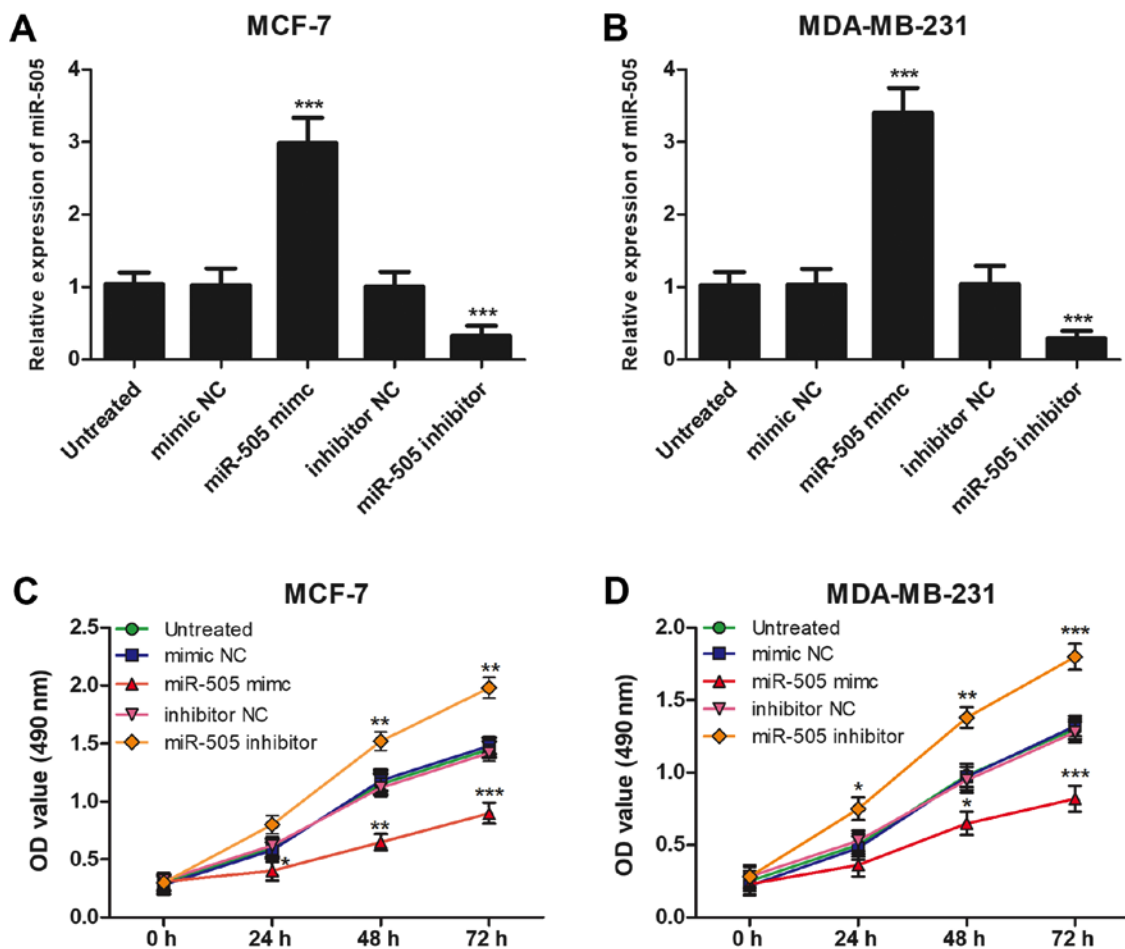 A
MCF-7
Relative expression of miR-505
4
3
2
1
0
***
***
Untreated
mimic NC
miR-505 mimc
inhibitor NC
miR-505 inhibitor
B
MDA-MB-231
Relative expression of miR-505
4
3
2
1
0
***
***
Untreated
mimic NC
miR-505 mimc
inhibitor NC
miR-505 inhibitor
C
MCF-7
OD value (490 nm)
2.5
2.0
1.5
1.0
0.5
0.0
Untreated
mimic NC
miR-505 mimc
inhibitor NC
miR-505 inhibitor
**
**
***
**
*
0 h 24 h 48 h 72 h
D
MDA-MB-231
OD value (490 nm)
2.0
1.5
1.0
0.5
0.0
Untreated
mimic NC
miR-505 mimc
inhibitor NC
miR-505 inhibitor
***
**
*
***
*
0 h 24 h 48 h 72 h